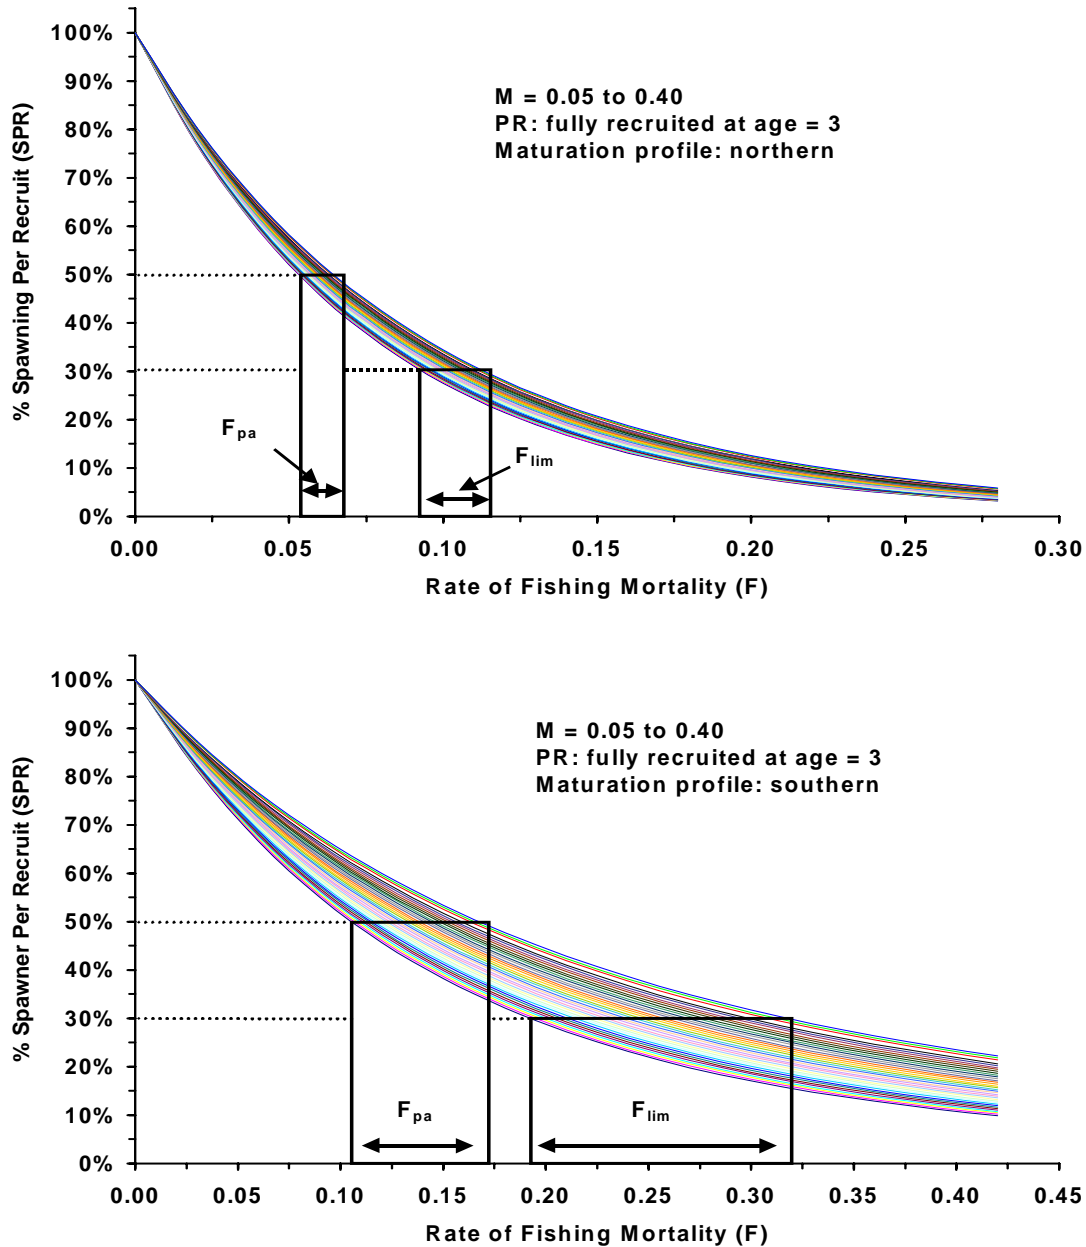 100%
90%
80%
70%
60%
50%
40%
30%
20%
10%
0%
% Spawning Per Recruit (SPR)
M = 0.05 to 0.40
PR: fully recruited at age = 3
Maturation profile: northern
Fpa
Flim
0.00 0.05 0.10 0.15 0.20 0.25 0.30
Rate of Fishing Mortality (F)
100%
90%
80%
70%
60%
50%
40%
30%
20%
10%
0%
% Spawner Per Recruit (SPR)
M = 0.05 to 0.40
PR: fully recruited at age = 3
Maturation profile: southern
Fpa Flim
0.00 0.05 0.10 0.15 0.20 0.25 0.30 0.35 0.40 0.45
Rate of Fishing Mortality (F)